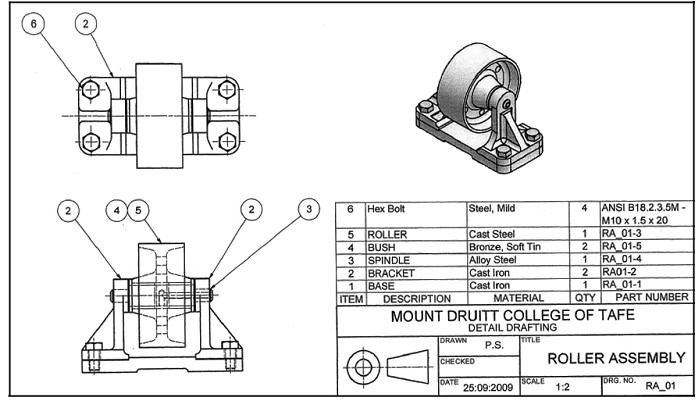 6 2
2 4 5 2 3
6 Hex Bolt Steel, Mild 4 ANSI B18.2.3.5M -
M10 x 1.5 x 20
5 ROLLER Cast Steel 1 RA_01-3
4 BUSH Bronze, Soft Tin 2 RA_01-5
3 SPINDLE Alloy Steel 1 RA_01-4
2 BRACKET Cast Iron 2 RA01-2
1 BASE Cast Iron 1 RA_01-1
ITEM DESCRIPTION MATERIAL QTY PART NUMBER
MOUNT DRUITT COLLEGE OF TAFE
DETAIL DRAFTING
DRAWN P.S.
CHECKED
DATE 25:09:2009
TITLE
ROLLER ASSEMBLY
SCALE 1:2
DRG. NO. RA_01